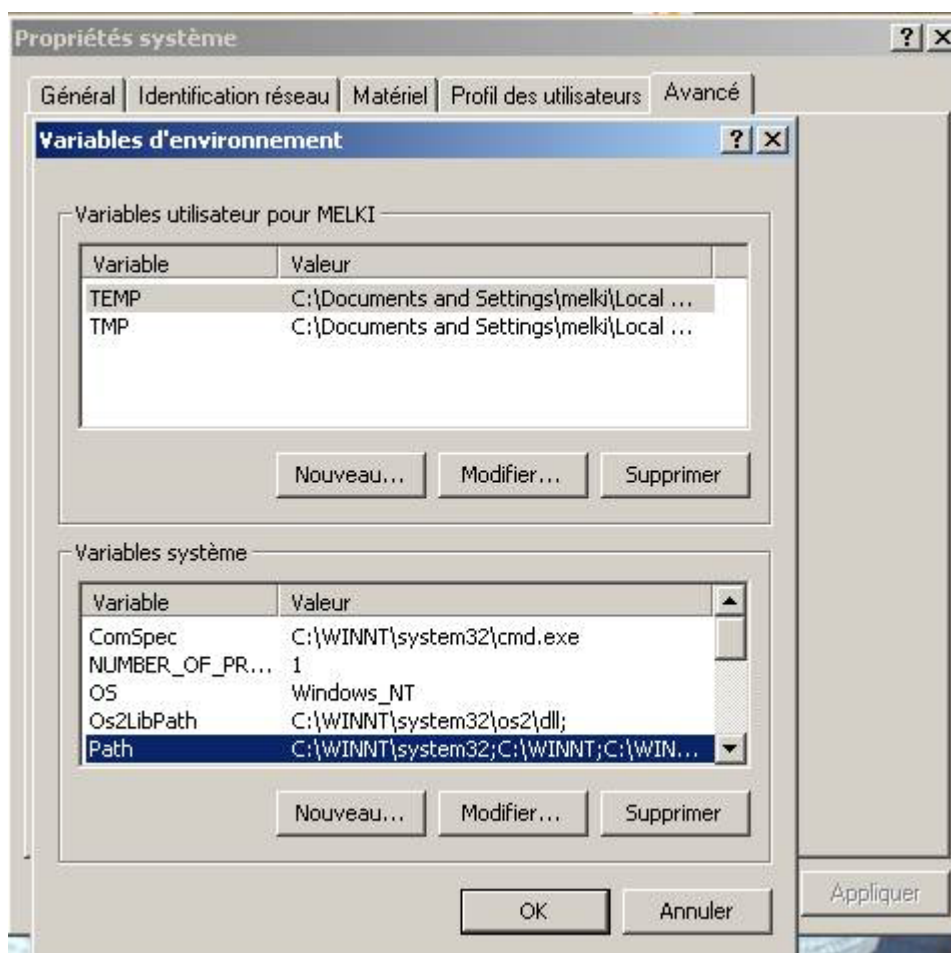 Propriétés système
Général Identification réseau Matériel Profil des utilisateurs Avancé
Variables d'environnement
Variables utilisateur pour MELKI
Variable Valeur
TEMP C:\Documents and Settings\melki\Local ...
TMP C:\Documents and Settings\melki\Local ...
Nouveau... Modifier... Supprimer
Variables système
Variable Valeur
ComSpec C:\WINNT\system32\cmd.exe
NUMBER_OF_PR... 1
OS Windows_NT
Os2LibPath C:\WINNT\system32\os2\dll;
Path C:\WINNT\system32;C:\WINNT;C:\WIN...
Nouveau... Modifier... Supprimer
OK Annuler Appliquer